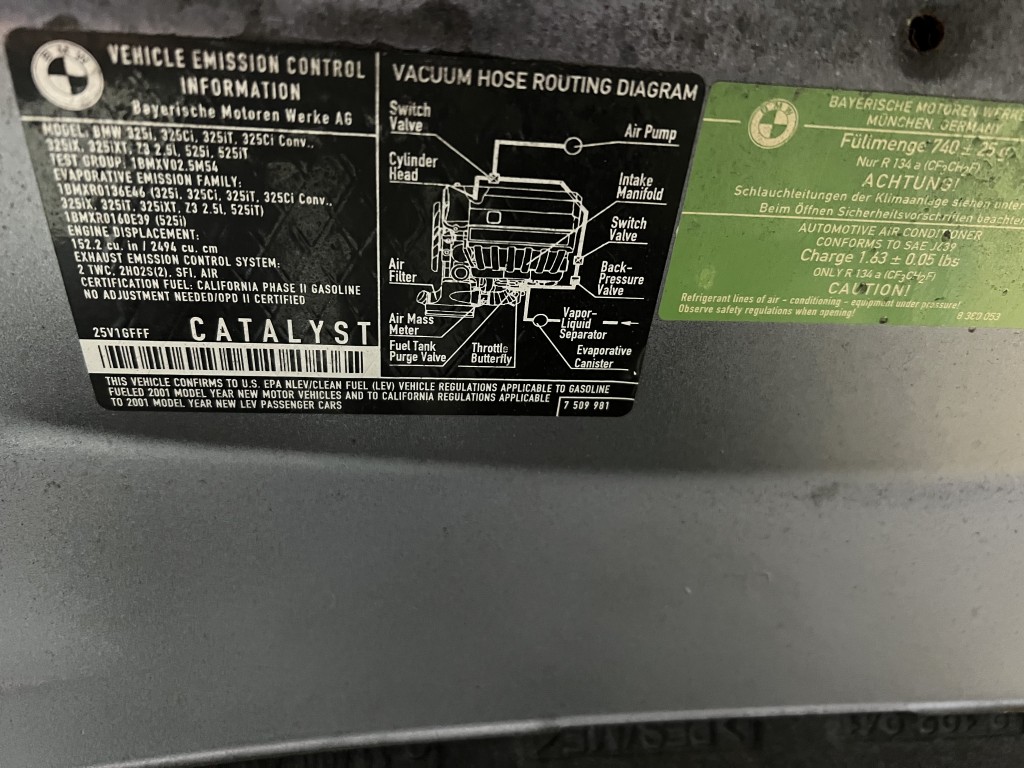 BMW
VEHICLE EMISSION CONTROL
INFORMATION
Bayerische Motoren Werke AG
MODEL: BMW 325i, 325Ci, 325iT, 325Ci Conv.,
325iX, 325iXT, Z3 2.5i, 525i, 525iT
TEST GROUP: 1BMXV02.5M54
EVAPORATIVE EMISSION FAMILY:
1BMXR0136E46 (325i, 325Ci, 325iT, 325Ci Conv.,
325iX, 325iT, 325iXT, Z3 2.5i, 525iT)
1BMXR0160E39 (525i)
ENGINE DISPLACEMENT:
152.2 cu. in / 2494 cu. cm
EXHAUST EMISSION CONTROL SYSTEM:
2 TWC, 2HO2S(2), SFI, AIR
CERTIFICATION FUEL: CALIFORNIA PHASE II GASOLINE
NO ADJUSTMENT NEEDED/OPD II CERTIFIED
25V1GFFF CATALYST
VACUUM HOSE ROUTING DIAGRAM
Switch
Valve
Air Pump
Cylinder
Head
Intake
Manifold
Switch
Valve
Air
Filter
Back-
Pressure
Valve
Air Mass
Meter
Vapor-
Liquid
Separator
Fuel Tank
Purge Valve
Throttle
Butterfly
Evaporative
Canister
THIS VEHICLE CONFIRMS TO U.S. EPA NLEV/CLEAN FUEL (LEV) VEHICLE REGULATIONS APPLICABLE TO GASOLINE
FUELED 2001 MODEL YEAR NEW MOTOR VEHICLES AND TO CALIFORNIA REGULATIONS APPLICABLE
TO 2001 MODEL YEAR NEW LEV PASSENGER CARS
7 509 981
BMW
BAYERISCHE MOTOREN WERKE
MÜNCHEN, GERMANY
Füllmenge 740 ± 25 g
Nur R 134 a (CF3CH2F)
ACHTUNG!
Schlauchleitungen der Klimaanlage stehen unter
Beim Öffnen Sicherheitsvorschriften beachten
AUTOMOTIVE AIR CONDITIONER
CONFORMS TO SAE J639
Charge 1.63 ± 0.05 lbs
ONLY R 134 a (CF3CH2F)
CAUTION!
Refrigerant lines of air - conditioning - equipment under pressure!
Observe safety regulations when opening!
8 380 053